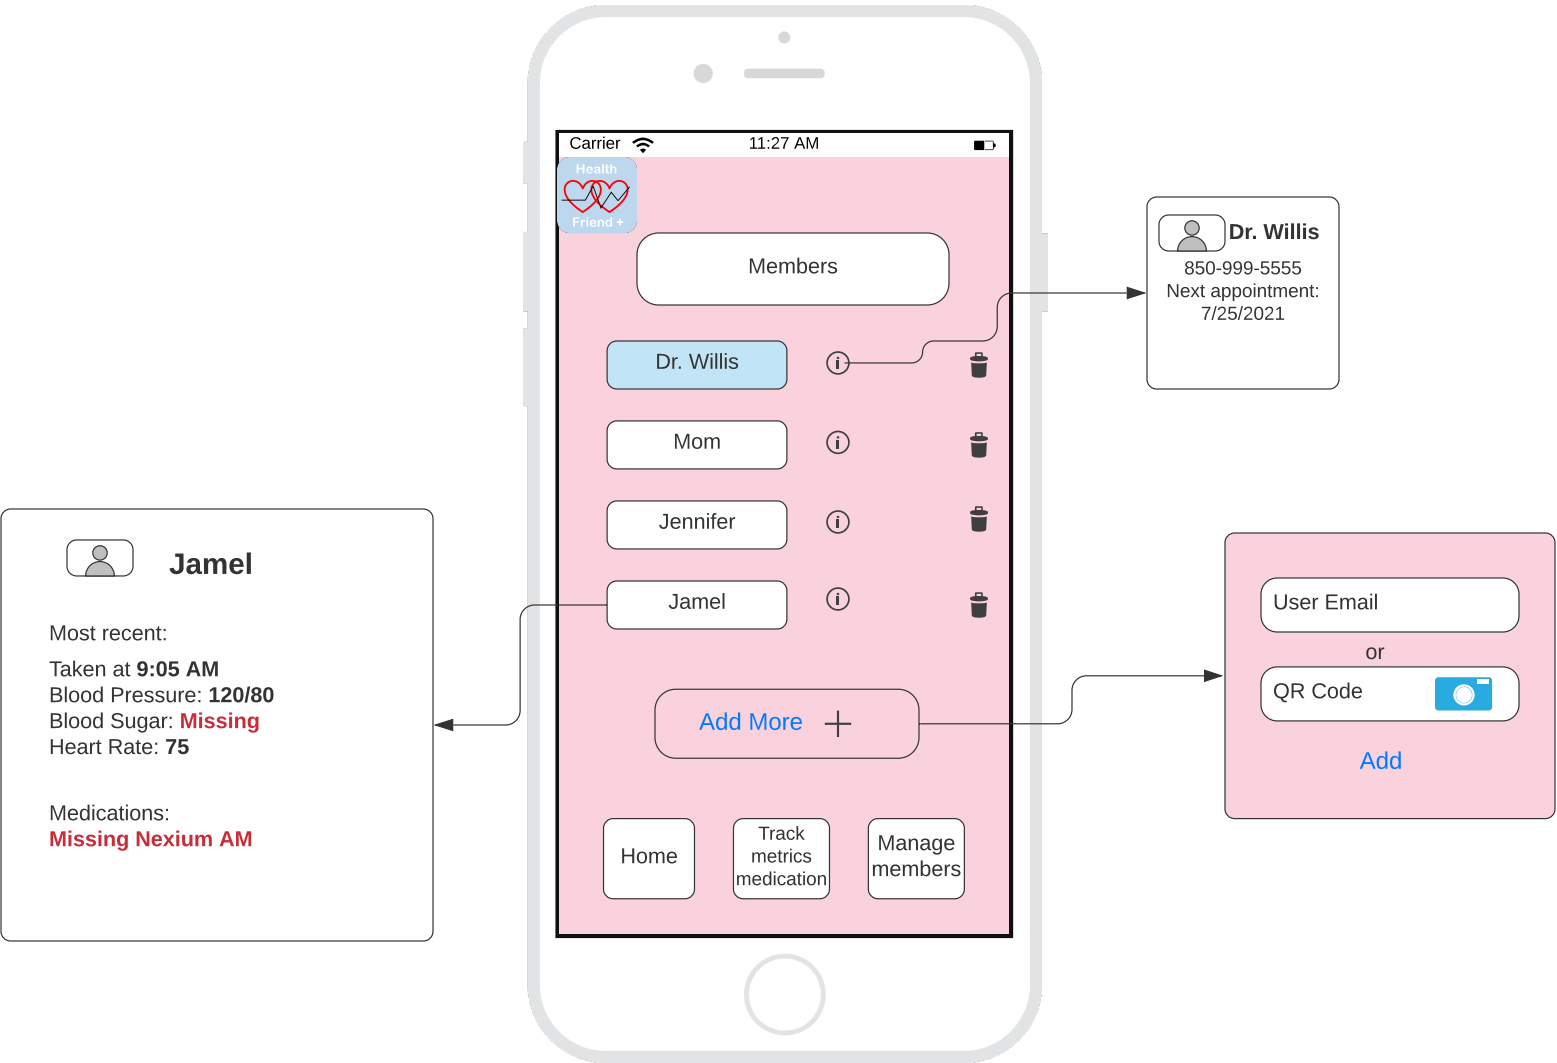 Carrier
11:27 AM
Health
Friend +
Members
Dr. Willis
Mom
Jennifer
Jamel
Add More
Home
Track
metrics
medication
Manage
members
Dr. Willis
850-999-5555
Next appointment:
7/25/2021
Jamel
Most recent:
Taken at 9:05 AM
Blood Pressure: 120/80
Blood Sugar: Missing
Heart Rate: 75
Medications:
Missing Nexium AM
User Email
or
QR Code
Add